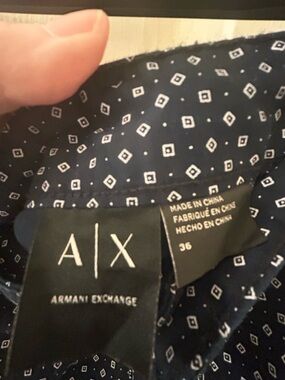 A|X
ARMANI EXCHANGE
MADE IN CHINA
FABRIQUÉ EN CHINE
HECHO EN CHINA
36